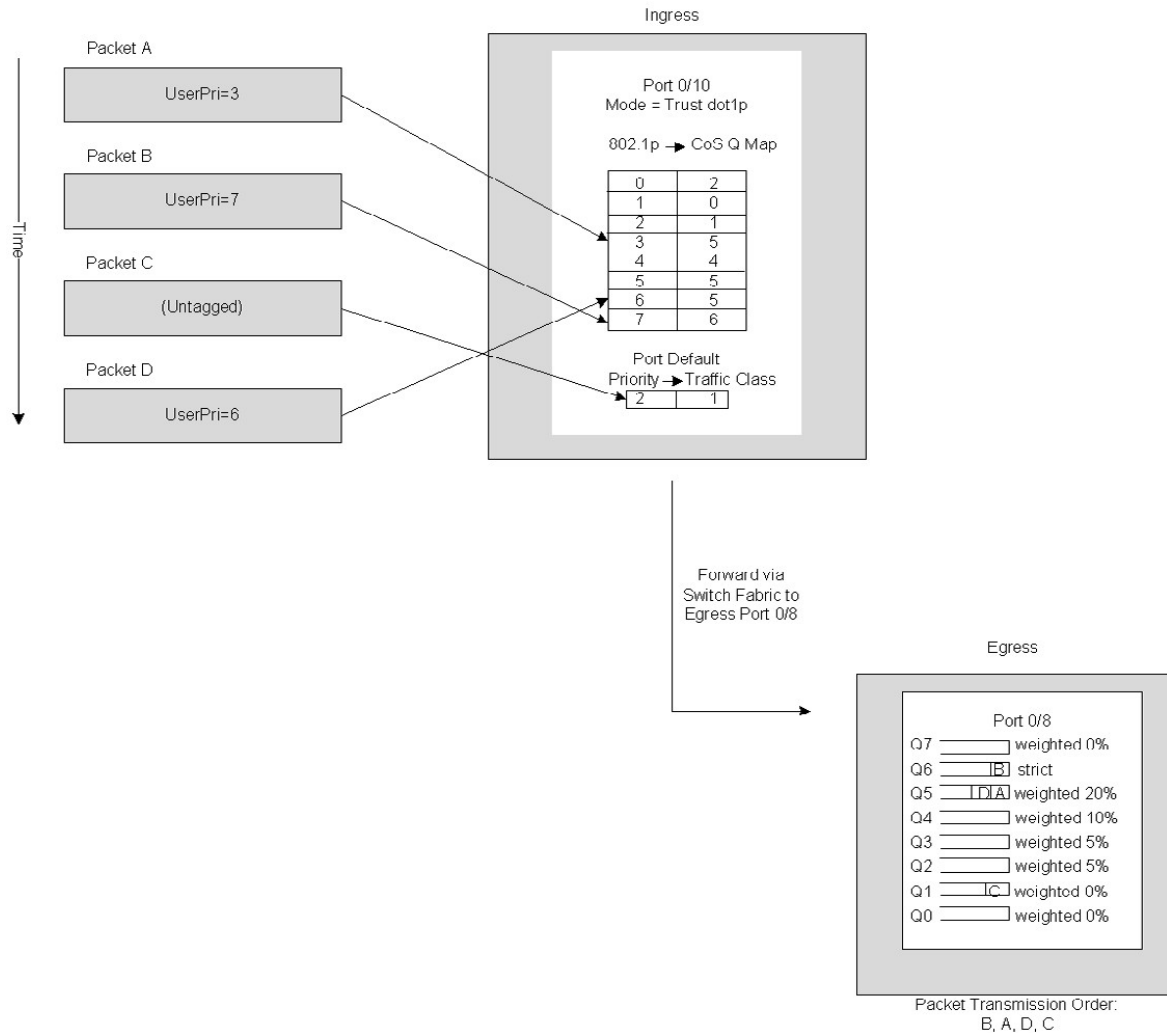 Ingress
Packet A
UserPri=3
Packet B
UserPri=7
Packet C
(Untagged)
Packet D
UserPri=6
Time
Port 0/10
Mode = Trust dot1p
802.1p CoS Q Map
0 2
1 0
2 1
3 5
4 4
5 5
6 5
7 6
Port Default
Priority Traffic Class
2 1
Forward via
Switch Fabric to
Egress Port 0/8
Egress
Port 0/8
Q7 weighted 0%
Q6 B strict
Q5 D A weighted 20%
Q4 weighted 10%
Q3 weighted 5%
Q2 weighted 5%
Q1 C weighted 0%
Q0 weighted 0%
Packet Transmission Order:
B, A, D, C